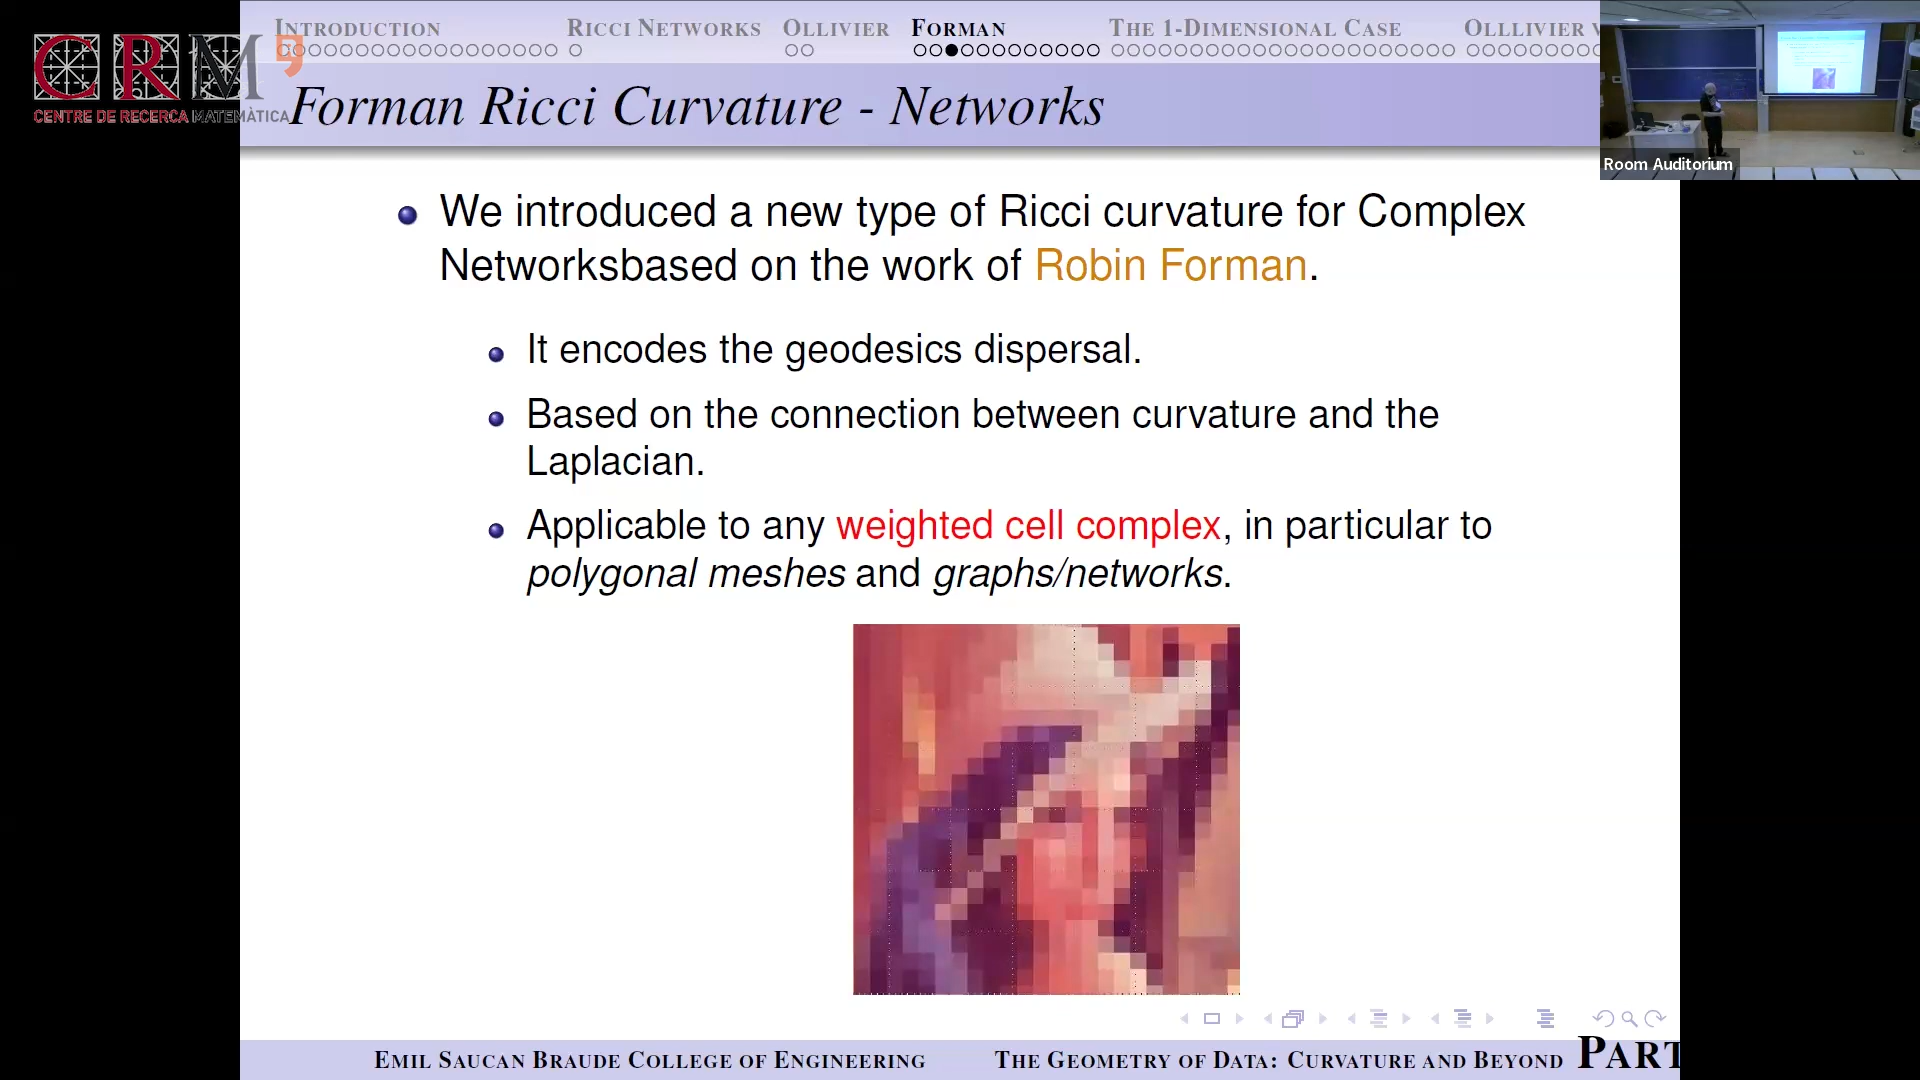 INTRODUCTION RICCI NETWORKS OLLIVIER FORMAN THE 1-DIMENSIONAL CASE OLLLIVIER V
CRM
CENTRE DE RECERCA MATEMÀTICA
Forman Ricci Curvature - Networks
Room Auditorium
We introduced a new type of Ricci curvature for Complex
Networksbased on the work of Robin Forman.
It encodes the geodesics dispersal.
Based on the connection between curvature and the
Laplacian.
Applicable to any weighted cell complex, in particular to
polygonal meshes and graphs/networks.
EMIL SAUCAN BRAUDE COLLEGE OF ENGINEERING THE GEOMETRY OF DATA: CURVATURE AND BEYOND PART